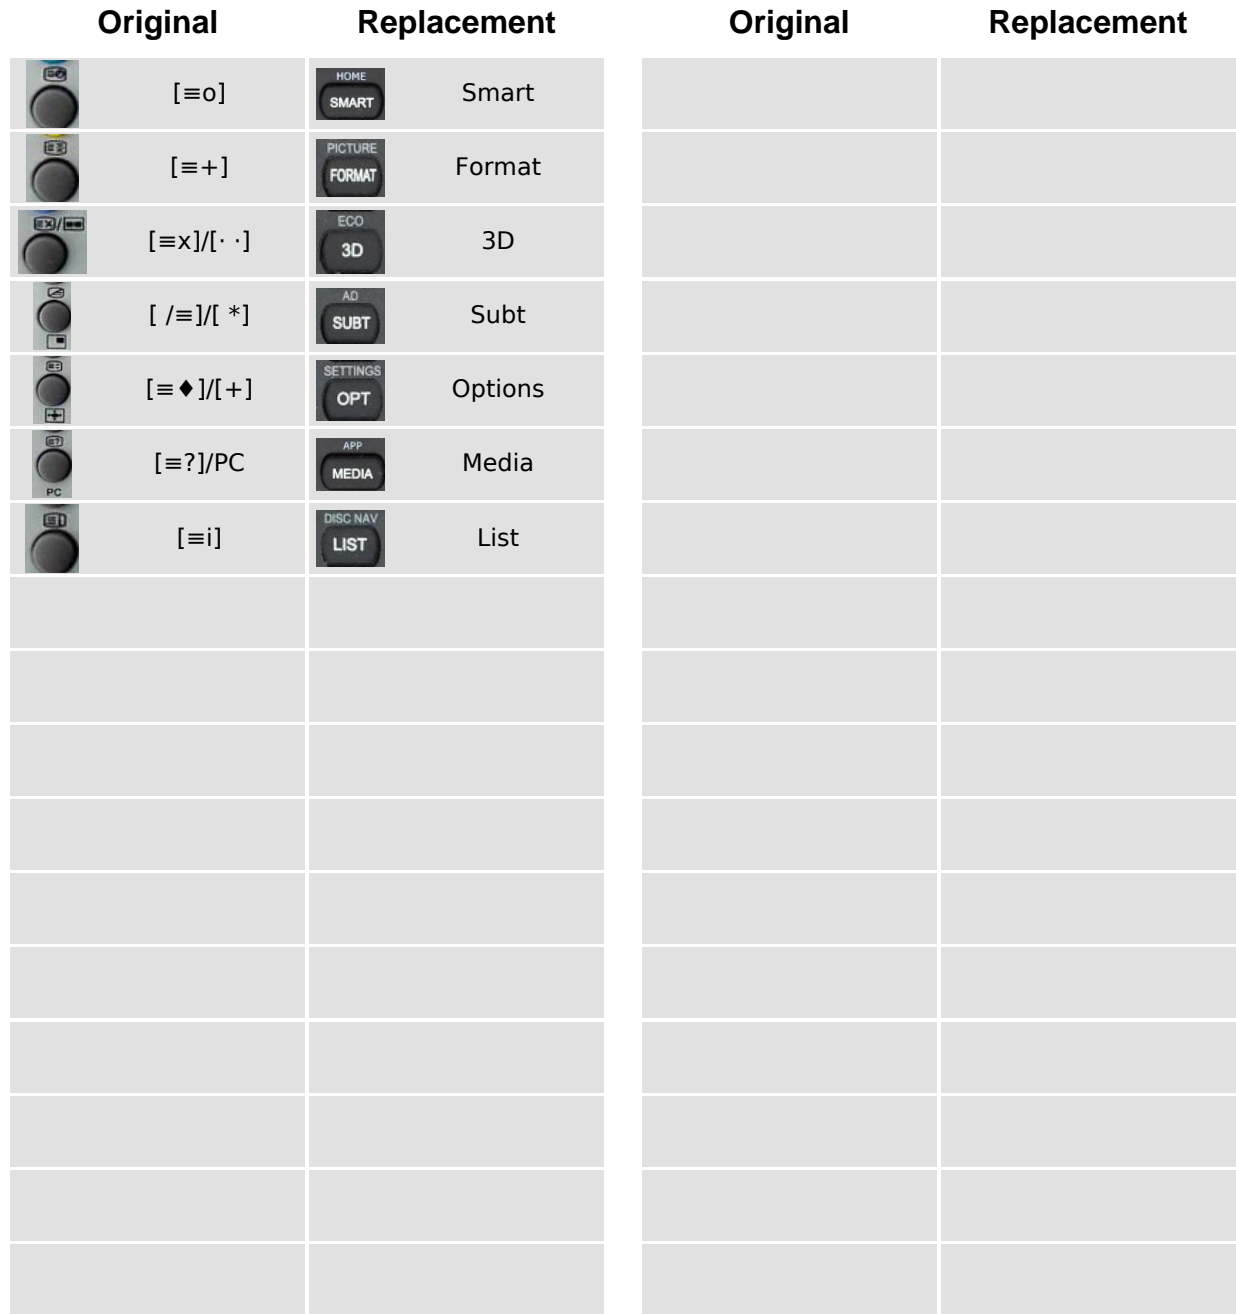 Original Replacement Original Replacement
[≡o] HOME SMART Smart
[≡+] PICTURE FORMAT Format
[≡x]/[· ·] ECO 3D 3D
[ /≡]/[ *] AD SUBT Subt
[≡♦]/[+] SETTINGS OPT Options
PC [≡?]/PC APP MEDIA Media
[≡i] DISC NAV LIST List